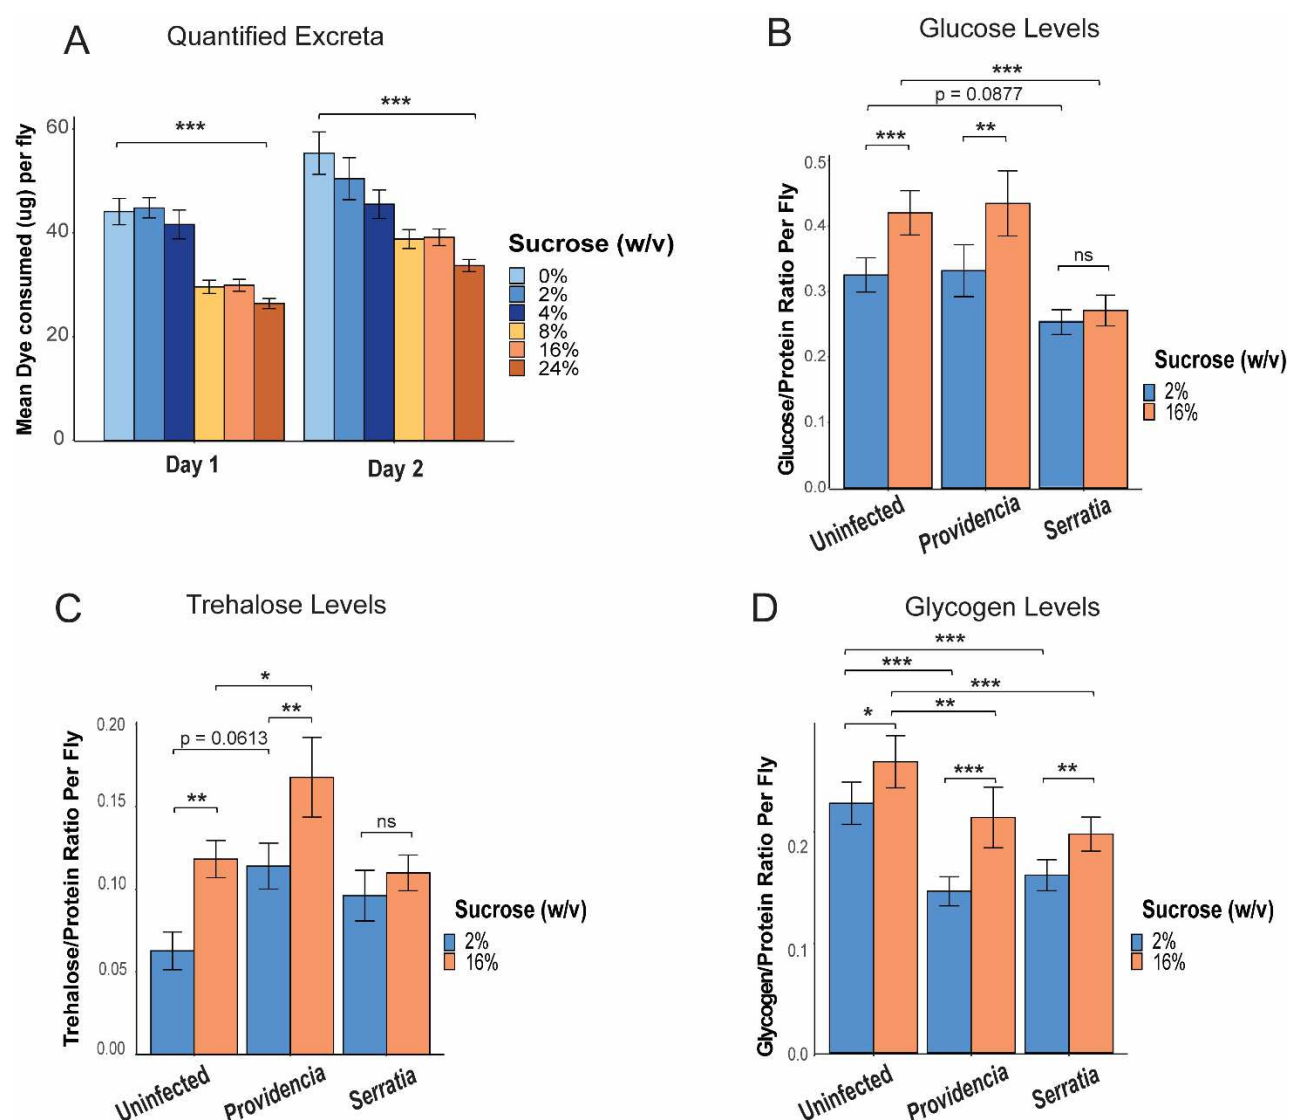 A
Quantified Excreta
Mean Dye consumed (ug) per fly
60
40
20
0
***
***
Day 1
Day 2
Sucrose (w/v)
0%
2%
4%
8%
16%
24%
B
Glucose Levels
Glucose/Protein Ratio Per Fly
0.5
0.4
0.3
0.2
0.1
0.0
***
p = 0.0877
***
**
ns
Uninfected
Providencia
Serratia
Sucrose (w/v)
2%
16%
C
Trehalose Levels
Trehalose/Protein Ratio Per Fly
0.20
0.15
0.10
0.05
0.00
*
**
p = 0.0613
**
ns
Uninfected
Providencia
Serratia
Sucrose (w/v)
2%
16%
D
Glycogen Levels
Glycogen/Protein Ratio Per Fly
0.2
0.1
0.0
***
***
***
**
*
***
**
Uninfected
Providencia
Serratia
Sucrose (w/v)
2%
16%